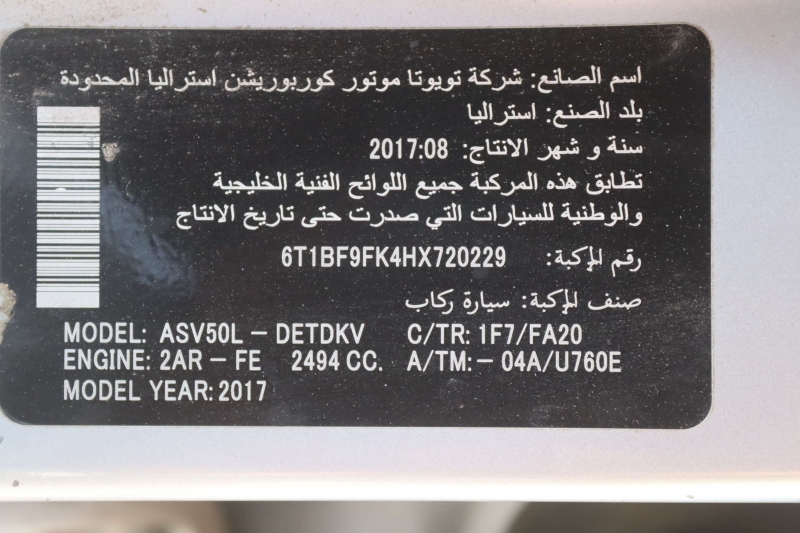 اسم الصانع: شركة تويوتا موتور كوربوريشن استراليا المحدودة
بلد الصنع: استراليا
سنة و شهر الانتاج: 2017:08
تطابق هذه المركبة جميع اللوائح الفنية الخليجية
والوطنية للسيارات التي صدرت حتى تاريخ الانتاج
رقم المركبة: 6T1BF9FK4HX720229
صنف المركبة: سيارة ركاب
MODEL: ASV50L - DETDKV C/TR: 1F7/FA20
ENGINE: 2AR - FE 2494 CC. A/TM:- 04A/U760E
MODEL YEAR: 2017